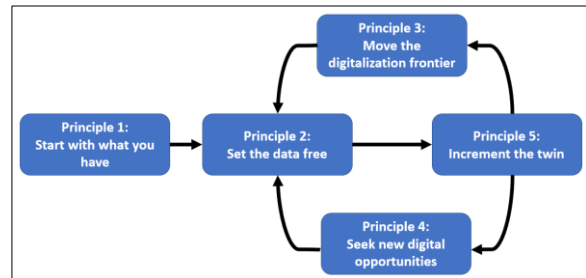 Principle 3:
Move the
digitalization frontier
Principle 1:
Start with what you
have
Principle 2:
Set the data free
Principle 5:
Increment the twin
Principle 4:
Seek new digital
opportunities